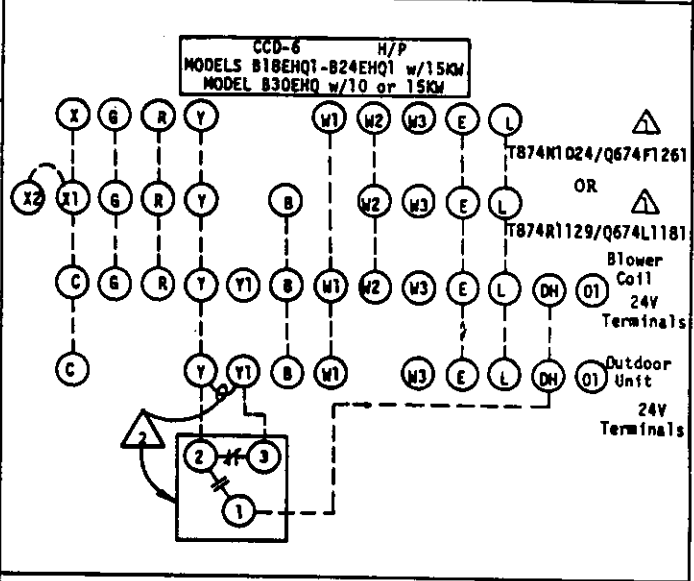 CCD-6 H/P
MODELS B18EHQ1-B24EHQ1 w/15KW
MODEL B30EHQ w/10 or 15KW
X G R Y W1 W2 W3 E L
1
T874N1024/Q674F1261
OR
X2 X1 G R Y B W2 W3 E L
1
T874R1129/Q674L1181
C G R Y Y1 B W1 W2 W3 E L DH O1
Blower
Coil
24V
Terminals
C Y Y1 B W1 W3 E L DH O1
Outdoor
Unit
24V
Terminals
2
2 3
1